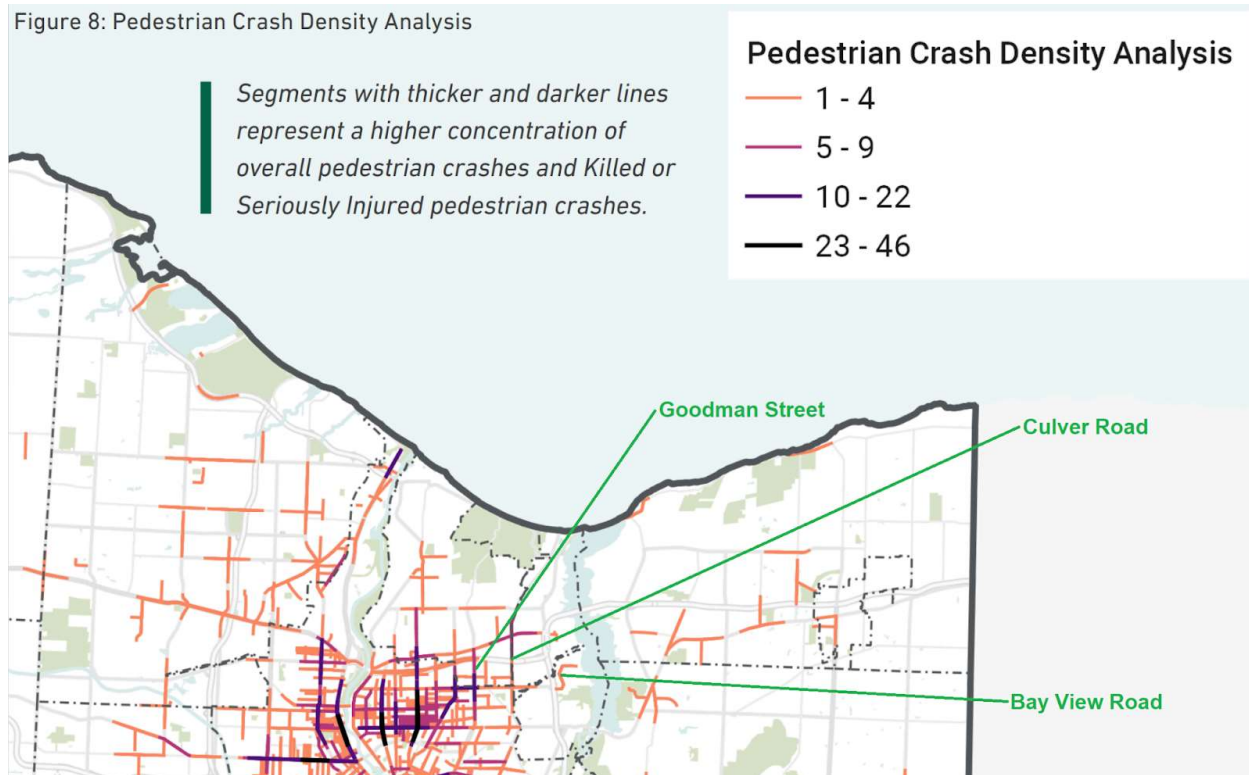 Figure 8: Pedestrian Crash Density Analysis
Segments with thicker and darker lines
represent a higher concentration of
overall pedestrian crashes and Killed or
Seriously Injured pedestrian crashes.
Pedestrian Crash Density Analysis
1 - 4
5 - 9
10 - 22
23 - 46
Goodman Street
Culver Road
Bay View Road